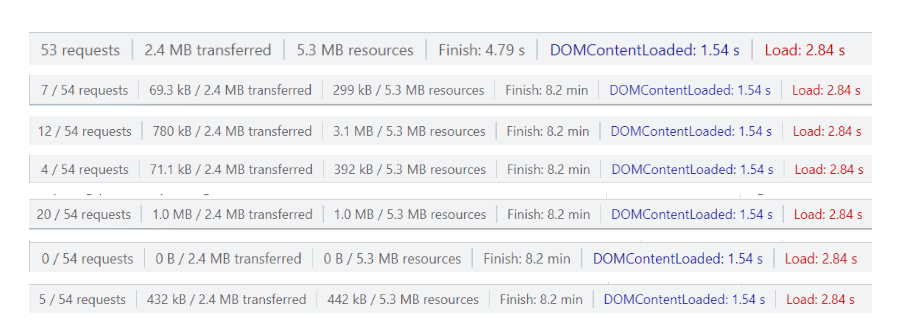 53 requests | 2.4 MB transferred | 5.3 MB resources | Finish: 4.79 s | DOMContentLoaded: 1.54 s | Load: 2.84 s
7 / 54 requests | 69.3 kB / 2.4 MB transferred | 299 kB / 5.3 MB resources | Finish: 8.2 min | DOMContentLoaded: 1.54 s | Load: 2.84 s
12 / 54 requests | 780 kB / 2.4 MB transferred | 3.1 MB / 5.3 MB resources | Finish: 8.2 min | DOMContentLoaded: 1.54 s | Load: 2.84 s
4 / 54 requests | 71.1 kB / 2.4 MB transferred | 392 kB / 5.3 MB resources | Finish: 8.2 min | DOMContentLoaded: 1.54 s | Load: 2.84 s
20 / 54 requests | 1.0 MB / 2.4 MB transferred | 1.0 MB / 5.3 MB resources | Finish: 8.2 min | DOMContentLoaded: 1.54 s | Load: 2.84 s
0 / 54 requests | 0 B / 2.4 MB transferred | 0 B / 5.3 MB resources | Finish: 8.2 min | DOMContentLoaded: 1.54 s | Load: 2.84 s
5 / 54 requests | 432 kB / 2.4 MB transferred | 442 kB / 5.3 MB resources | Finish: 8.2 min | DOMContentLoaded: 1.54 s | Load: 2.84 s